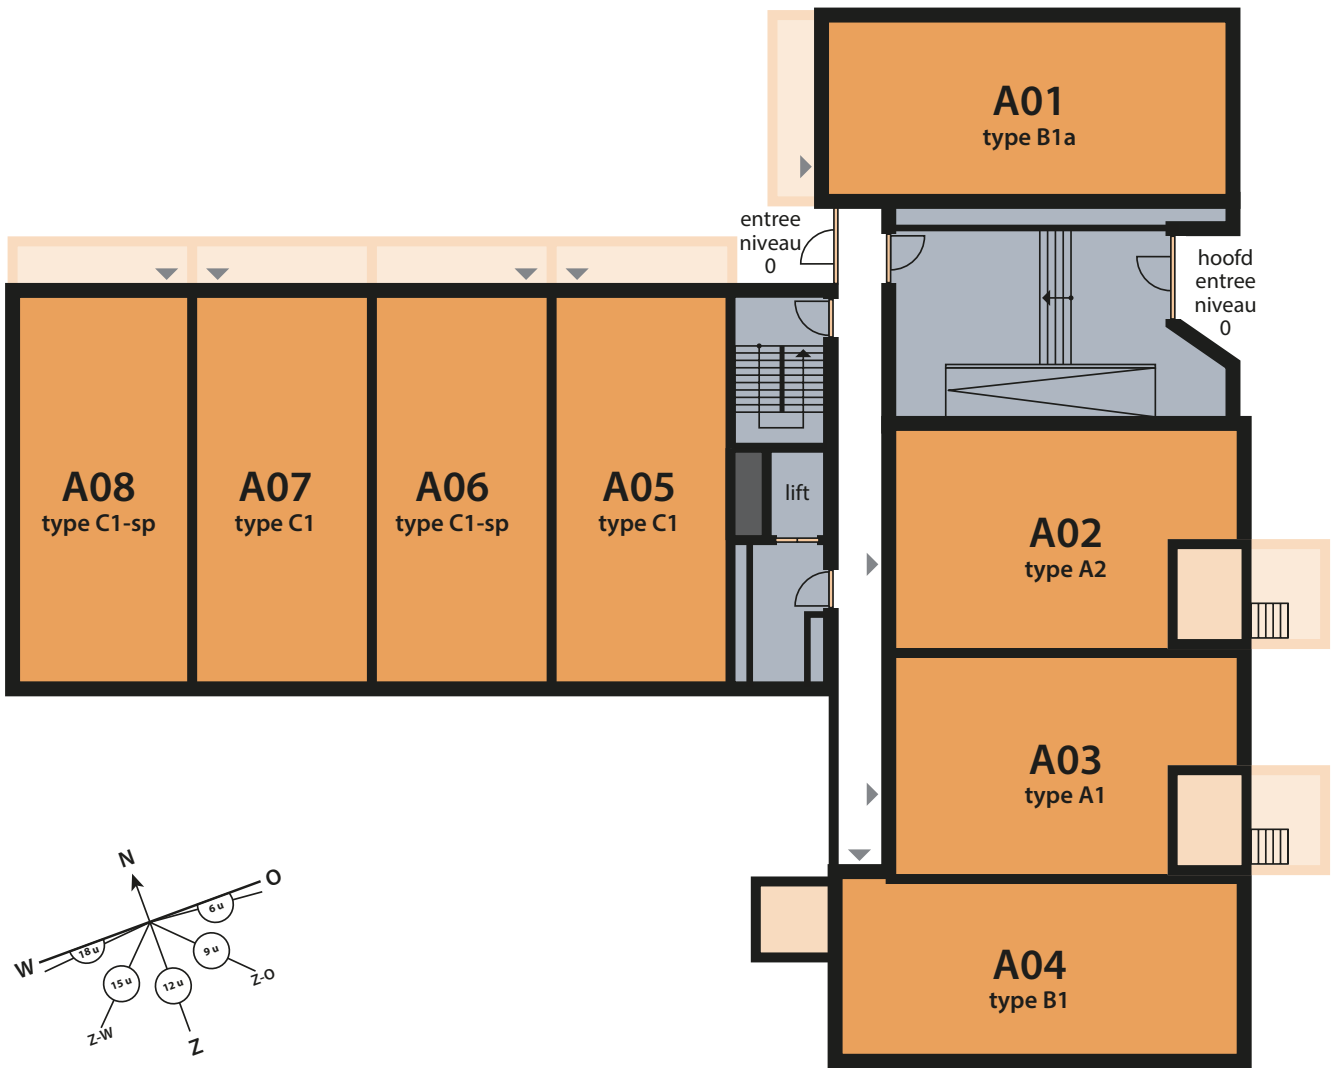 A01
type B1a
entree
niveau
0
hoofd
entree
niveau
0
A08
type C1-sp
A07
type C1
A06
type C1-sp
A05
type C1
lift
A02
type A2
A03
type A1
A04
type B1
N
O
6 u
W
18 u
9 u
Z-O
15 u
12 u
Z-W
Z